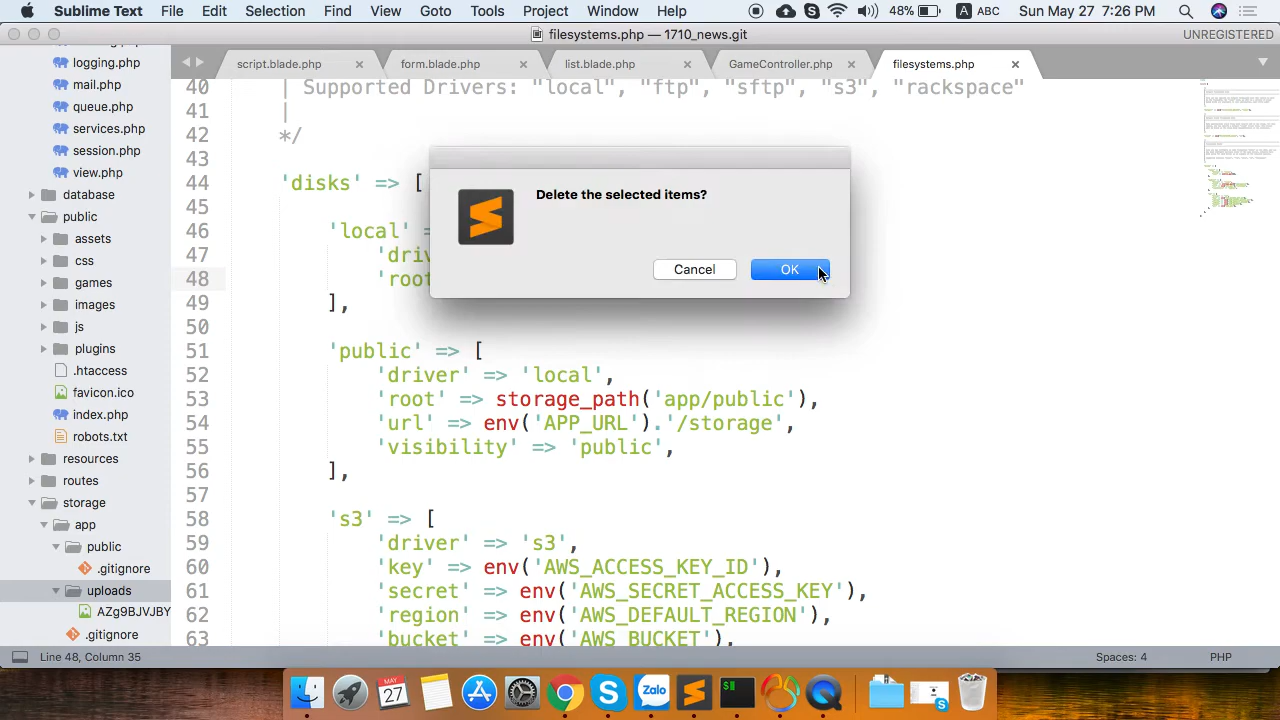 Sublime Text File Edit Selection Find View Goto Tools Project Window Help 48% A ABC Sun May 27 7:26 PM
filesystems.php — 1710_news.git UNREGISTERED
script.blade.php form.blade.php list.blade.php GameController.php filesystems.php
logging.php
mail.php
queue.php
services.php
session.php
view.php
database
public
assets
css
games
images
js
plugins
.htaccess
favicon.ico
index.php
robots.txt
resources
routes
storage
app
public
.gitignore
uploads
AZg9BJVJBY
.gitignore
40 | Supported Drivers: "local", "ftp", "sftp", "s3", "rackspace"
41 |
42 */
43
44 'disks' => [
45
46 'local' =
47 'driv
48 'root
49 ],
50
51 'public' => [
52 'driver' => 'local',
53 'root' => storage_path('app/public'),
54 'url' => env('APP_URL').'/storage',
55 'visibility' => 'public',
56 ],
57
58 's3' => [
59 'driver' => 's3',
60 'key' => env('AWS_ACCESS_KEY_ID'),
61 'secret' => env('AWS_SECRET_ACCESS_KEY'),
62 'region' => env('AWS_DEFAULT_REGION'),
63 'bucket' => env('AWS_BUCKET'),
Delete the selected items?
Cancel OK
Line 48, Column 35 Spaces: 4 PHP
MAY
27
Zalo
$